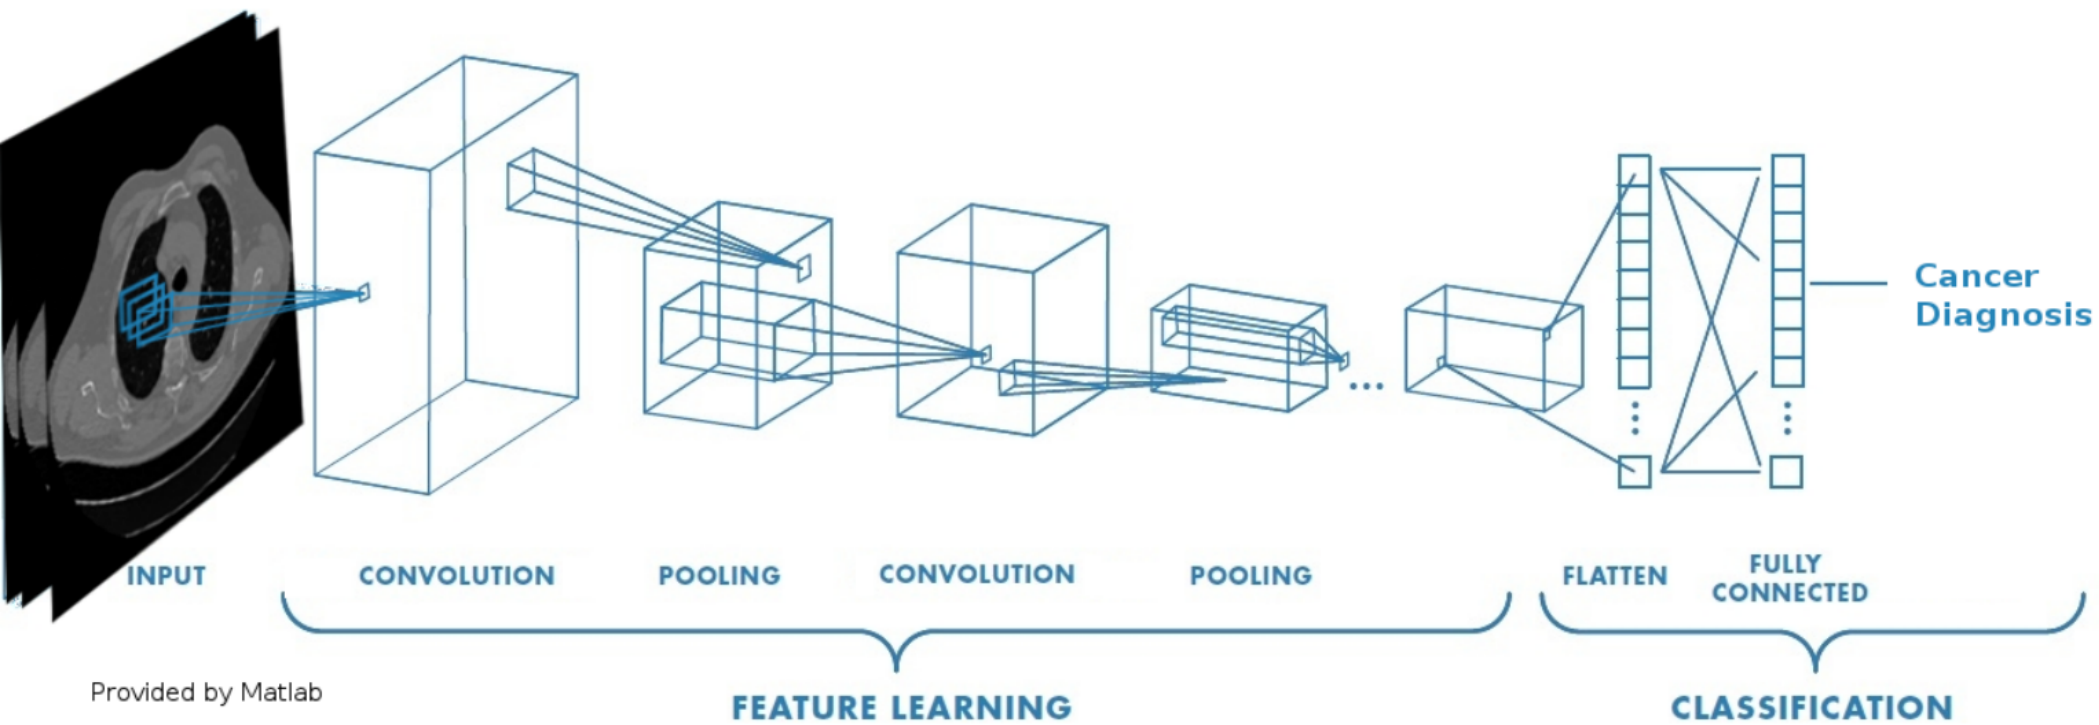 Cancer
Diagnosis
INPUT
CONVOLUTION
POOLING
CONVOLUTION
POOLING
FLATTEN
FULLY
CONNECTED
Provided by Matlab
FEATURE LEARNING
CLASSIFICATION